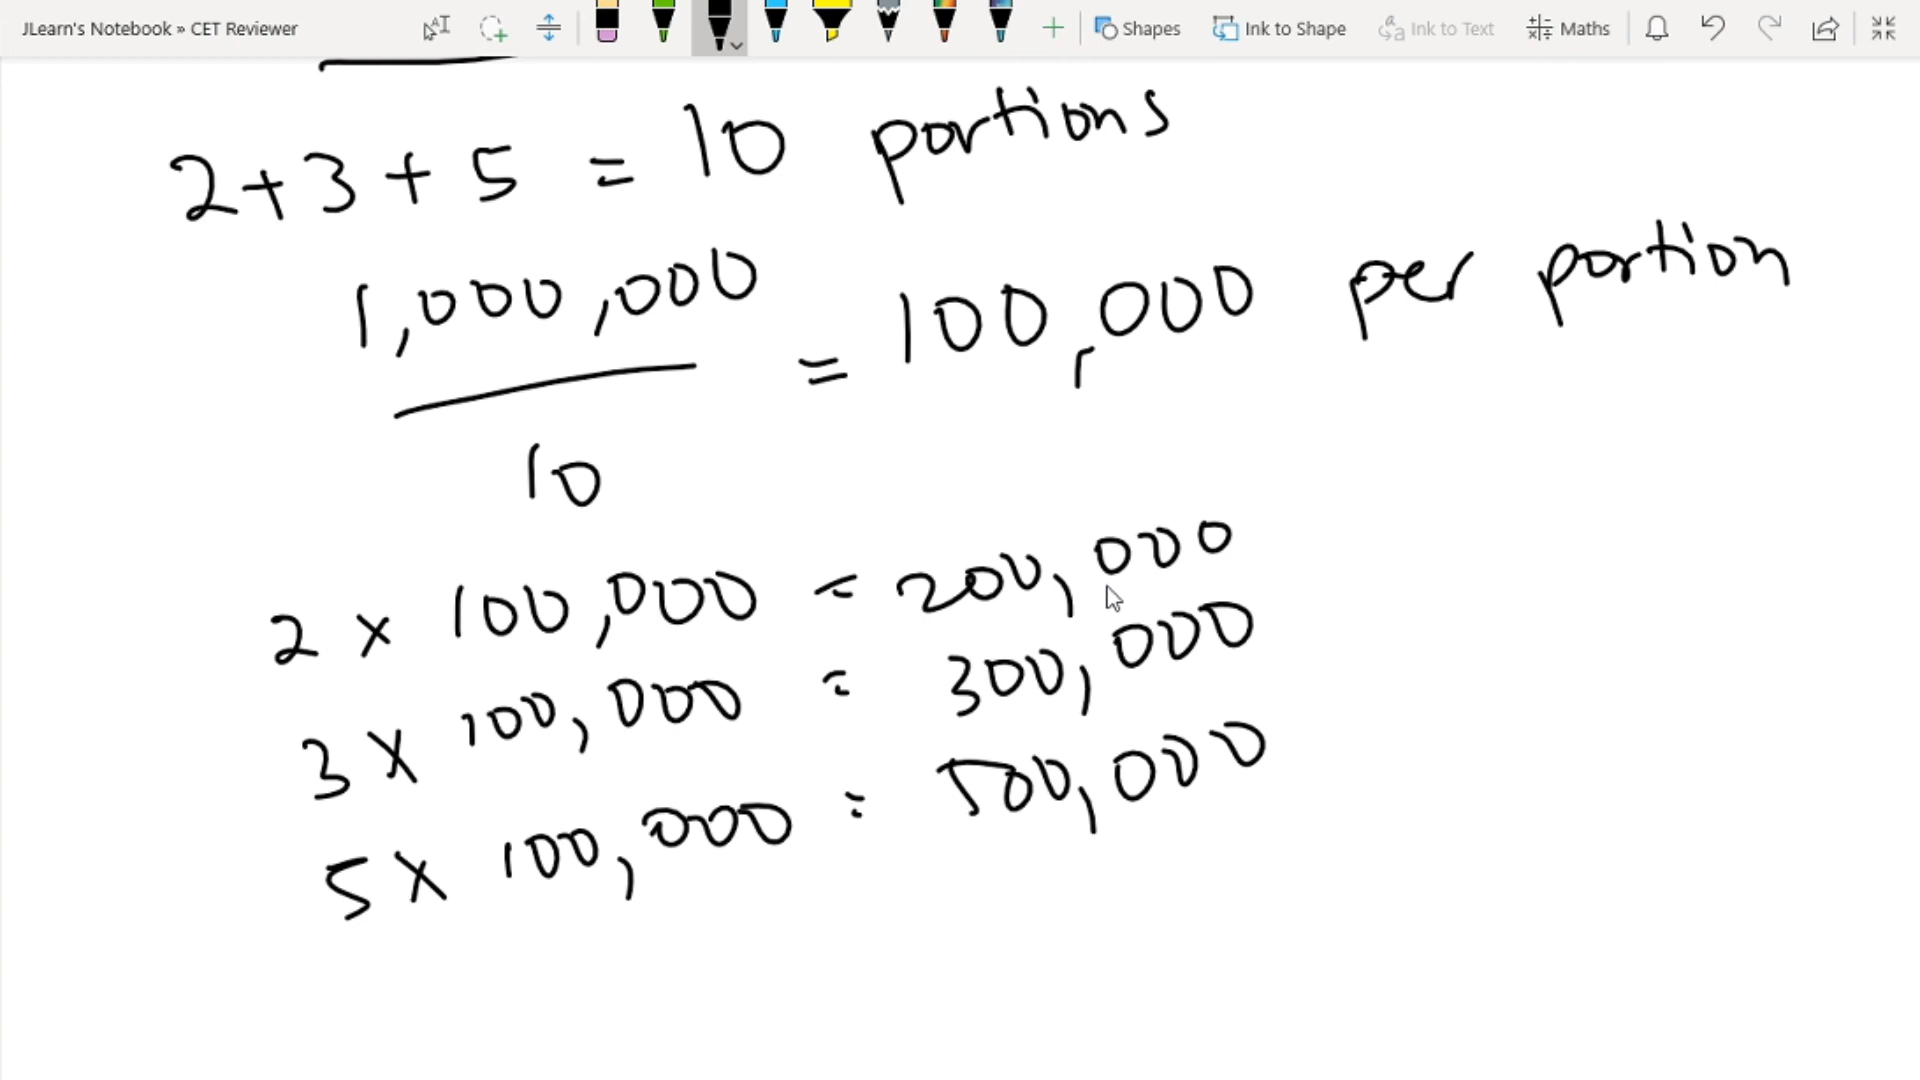 JLearn's Notebook » CET Reviewer
Shapes
Ink to Shape
Ink to Text
Maths
2+3+5 = 10 portions
1,000,000
10
= 100,000 per portion
2 x 100,000 = 200,000
3 x 100,000 = 300,000
5 x 100,000 = 500,000